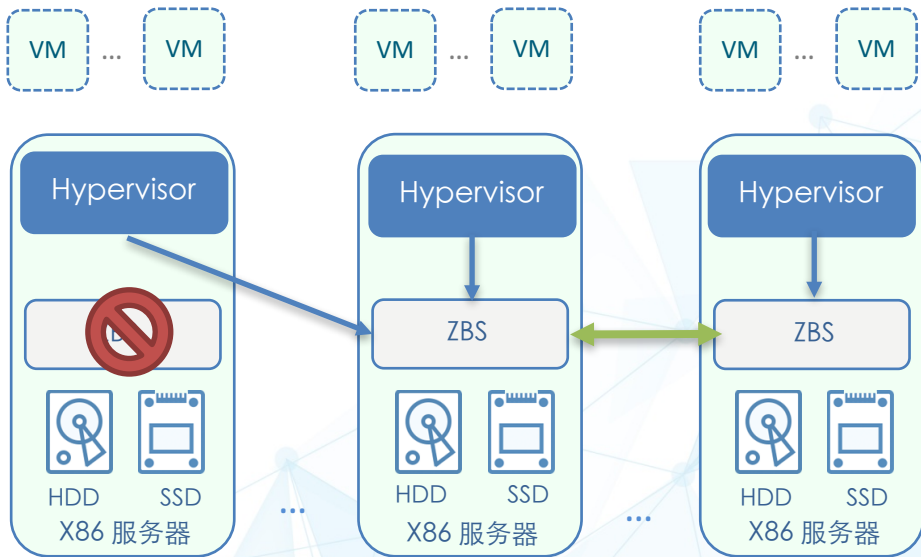 VM ... VM VM ... VM VM ... VM
Hypervisor Hypervisor Hypervisor
ZBS ZBS
HDD SSD HDD SSD HDD SSD
X86 服务器 ... X86 服务器 ... X86 服务器